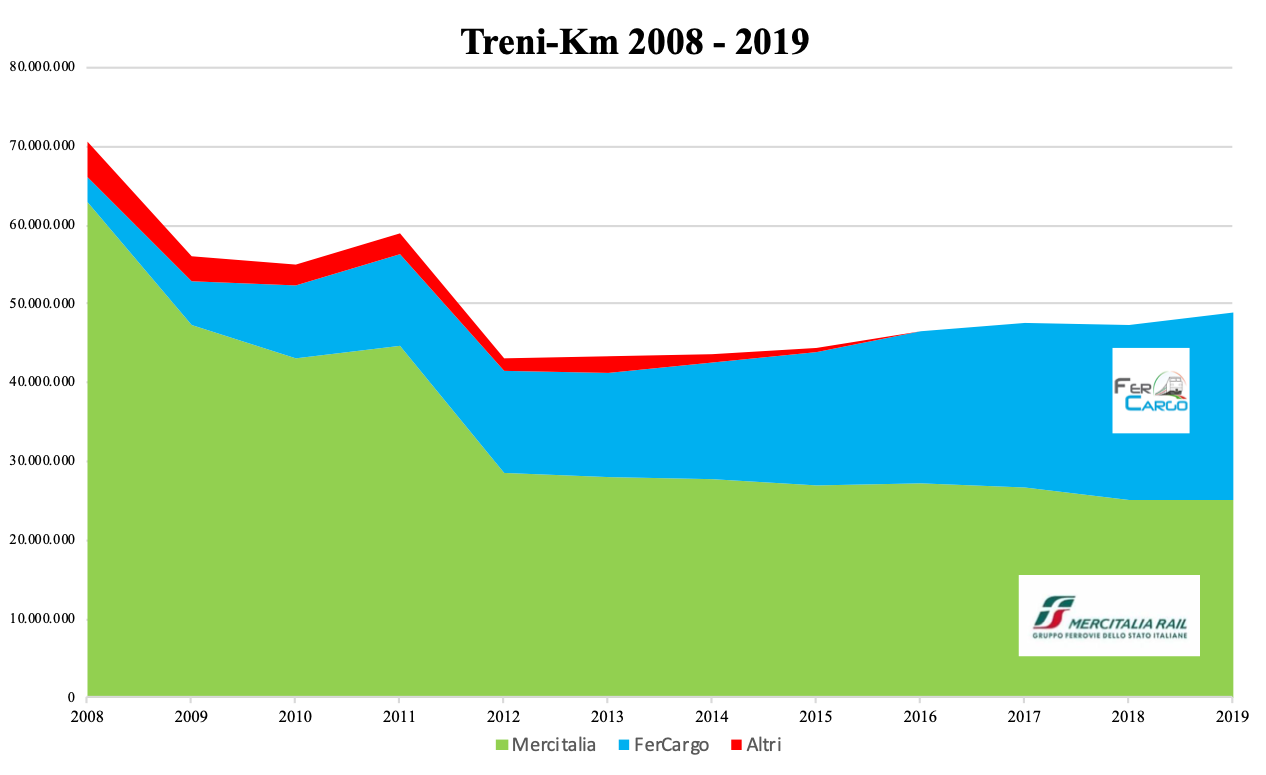 Treni-Km 2008 - 2019
80.000.000
70.000.000
60.000.000
50.000.000
40.000.000
30.000.000
20.000.000
10.000.000
0
FER
CARGO
MERCITALIA RAIL
GRUPPO FERROVIE DELLO STATO ITALIANE
2008 2009 2010 2011 2012 2013 2014 2015 2016 2017 2018 2019
Mercitalia FerCargo Altri